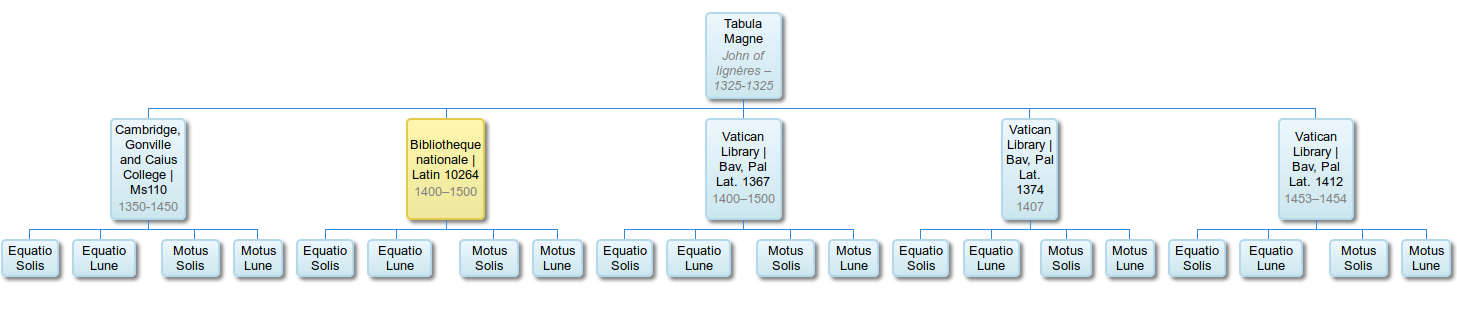 Tabula
Magne
John of
lignères –
1325-1325
Cambridge,
Gonville
and Caius
College |
Ms110
1350-1450
Bibliotheque
nationale |
Latin 10264
1400–1500
Vatican
Library |
Bav, Pal
Lat. 1367
1400–1500
Vatican
Library |
Bav, Pal
Lat.
1374
1407
Vatican
Library |
Bav, Pal
Lat. 1412
1453–1454
Equatio
Solis
Equatio
Lune
Motus
Solis
Motus
Lune
Equatio
Solis
Equatio
Lune
Motus
Solis
Motus
Lune
Equatio
Solis
Equatio
Lune
Motus
Solis
Motus
Lune
Equatio
Solis
Equatio
Lune
Motus
Solis
Motus
Lune
Equatio
Solis
Equatio
Lune
Motus
Solis
Motus
Lune